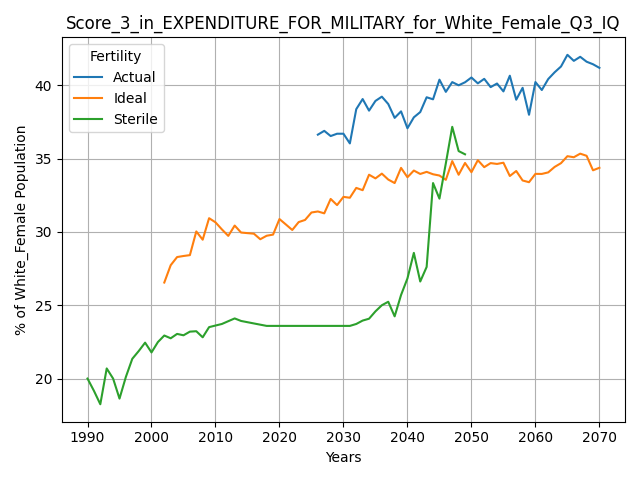 Score_3_in_EXPENDITURE_FOR_MILITARY_for_White_Female_Q3_IQ
Fertility
Actual
Ideal
Sterile
% of White_Female Population
40
35
30
25
20
1990 2000 2010 2020 2030 2040 2050 2060 2070
Years